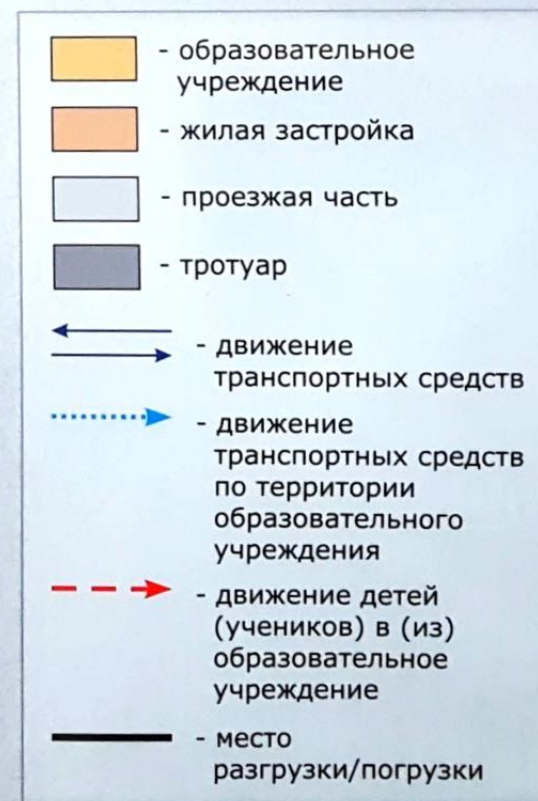 - образовательное
учреждение
- жилая застройка
- проезжая часть
- тротуар
- движение
транспортных средств
- движение
транспортных средств
по территории
образовательного
учреждения
- движение детей
(учеников) в (из)
образовательное
учреждение
- место
разгрузки/погрузки